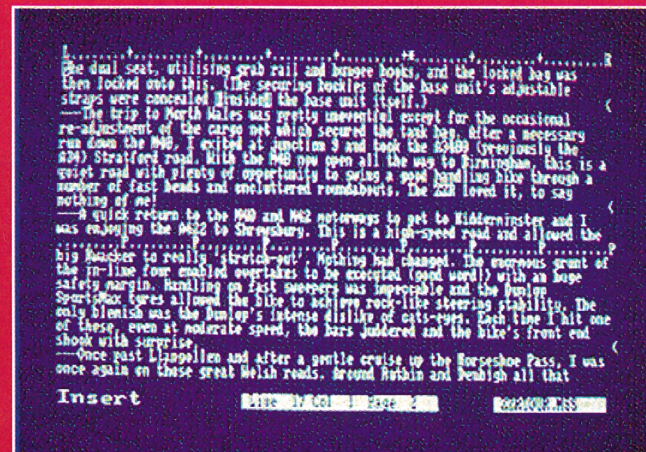 The dual seat, utilising grab rail and bungee hooks, and the locked bag was
then locked onto this. (The securing buckles of the base unit's adjustable
straps were concealed [inside] the base unit itself.)
The trip to North Wales was pretty uneventful except for the occasional
re-adjustment of the cargo net which secured the tank bag. After a necessary
run down the M40, I exited at junction 9 and took the A3400 (previously the
A34) Stratford road. With the M40 now open all the way to Birmingham, this is a
quiet road with plenty of opportunity to swing a good handling bike through a
number of fast bends and uncluttered roundabouts. The ZZR loved it, to say
nothing of me!
A quick return to the M40 and M42 motorways to get to Kidderminster and I
was enjoying the A422 to Shrewsbury. This is a high-speed road and allowed the
big Kwacker to really 'stretch-out'. Nothing had changed. The enormous grunt of
the in-line four enabled overtakes to be executed (good word!) with an huge
safety margin. Handling on fast sweepers was impeccable and the Dunlop
SportsMax tyres allowed the bike to achieve rock-like steering stability. The
only blemish was the Dunlop's intense dislike of cats-eyes. Each time I hit one
of these, even at moderate speed, the bars juddered and the bike's front end
shook with surprise.
Once past Llangollen and after a gentle cruise up the Horseshoe Pass, I was
once again on those great Welsh roads. Around Ruthin and Denbigh all that
Insert
Line 17 Col 1 Page 2